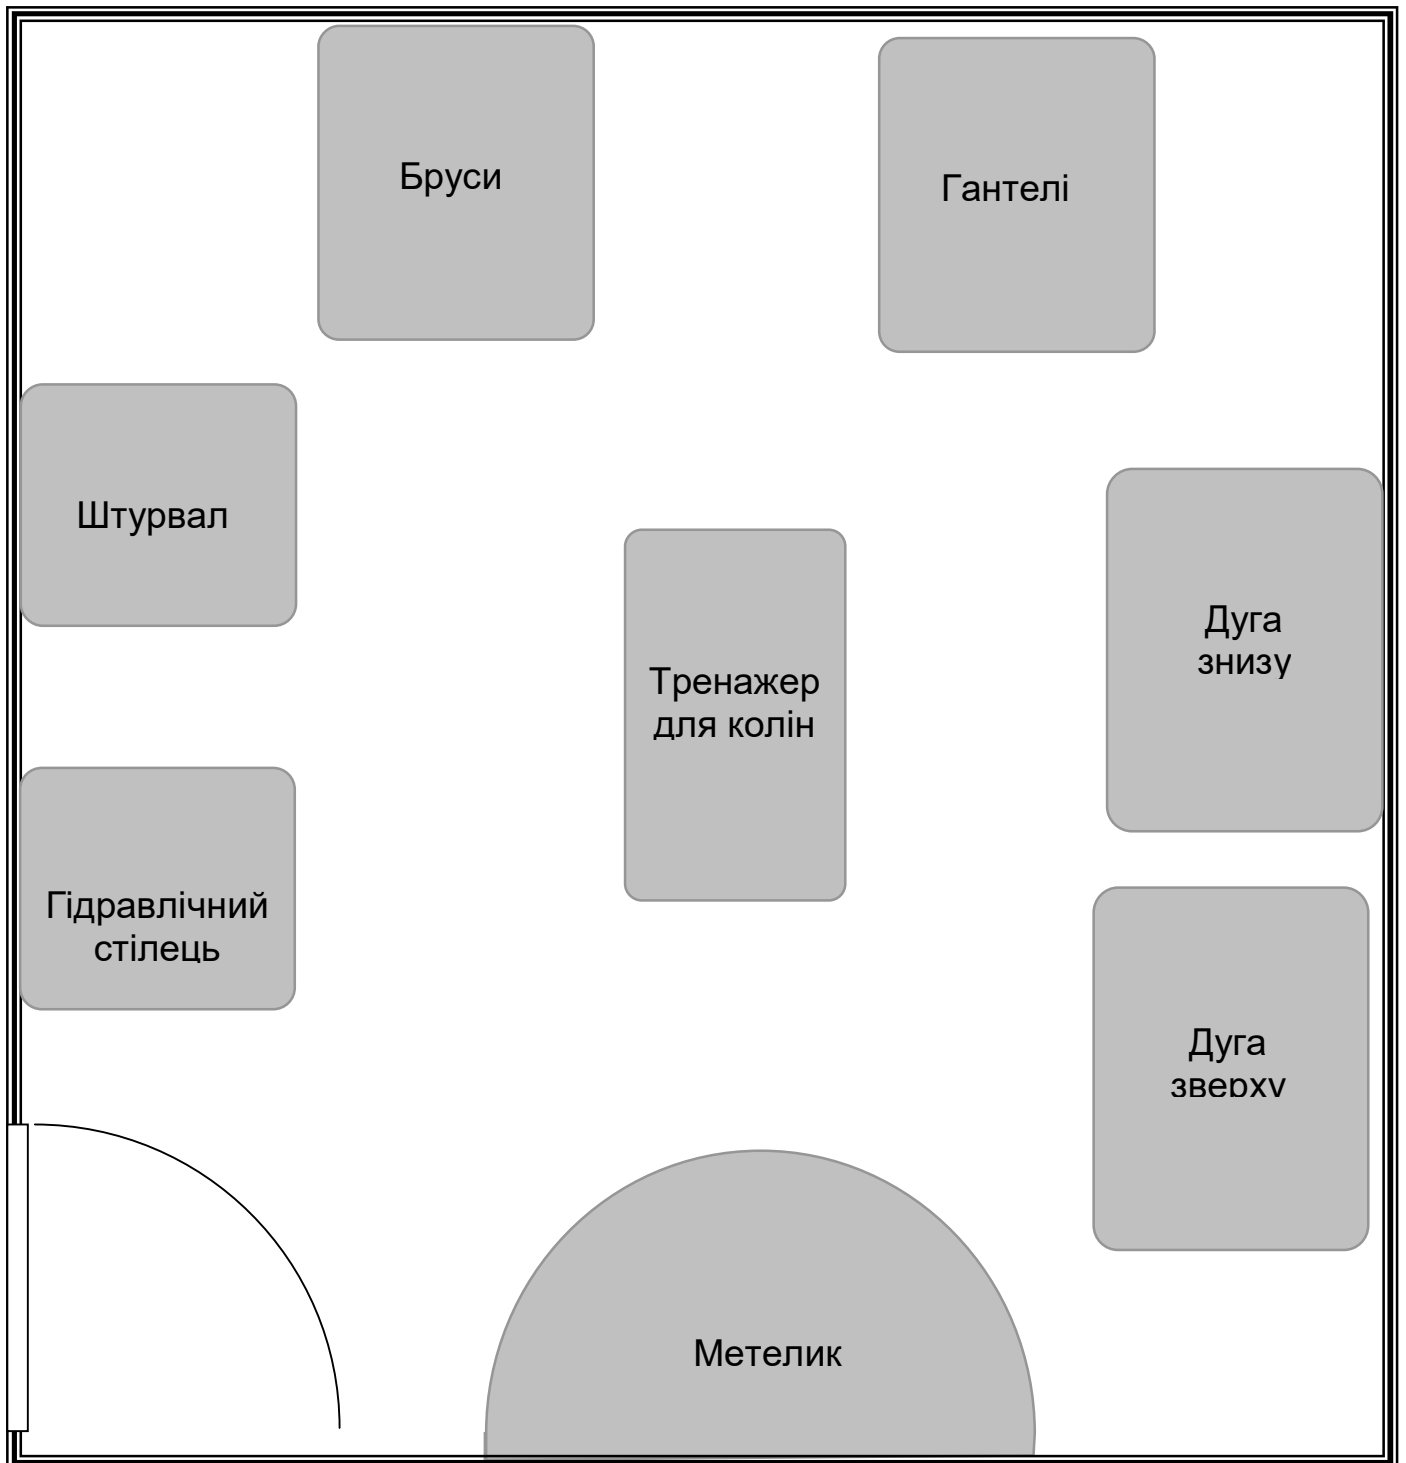 Бруси
Гантелі
Штурвал
Дуга
знизу
Тренажер
для колін
Гідравлічний
стілець
Дуга
зверху
Метелик